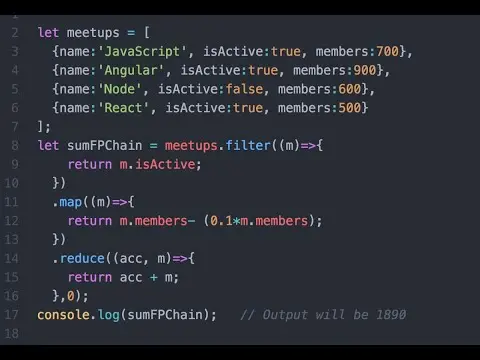 1
2 let meetups = [
3 {name:'JavaScript', isActive:true, members:700},
4 {name:'Angular', isActive:true, members:900},
5 {name:'Node', isActive:false, members:600},
6 {name:'React', isActive:true, members:500}
7 ];
8 let sumFPChain = meetups.filter((m)=>{
9 return m.isActive;
10 })
11 .map((m)=>{
12 return m.members- (0.1*m.members);
13 })
14 .reduce((acc, m)=>{
15 return acc + m;
16 },0);
17 console.log(sumFPChain); // Output will be 1890
18